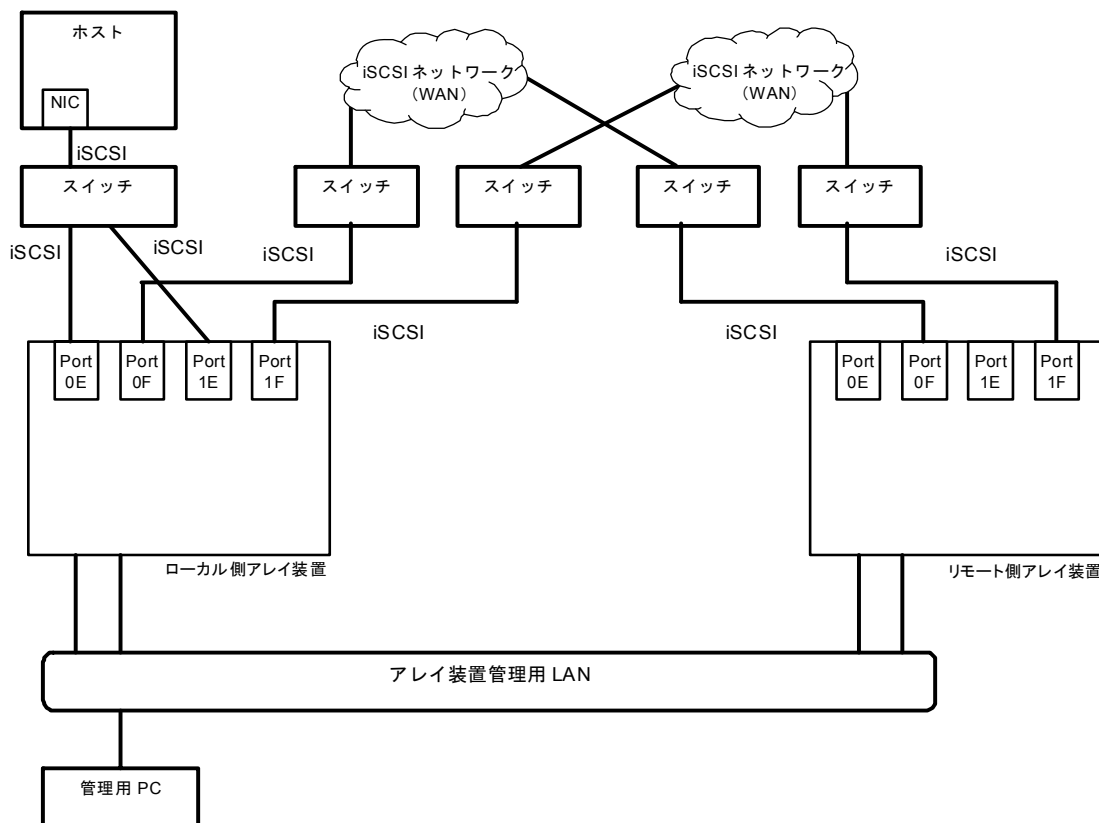 ホスト
NIC
iSCSI
iSCSI ネットワーク
(WAN)
iSCSI ネットワーク
(WAN)
スイッチ
スイッチ
スイッチ
スイッチ
スイッチ
iSCSI
iSCSI
iSCSI
iSCSI
iSCSI
iSCSI
Port
0E
Port
0F
Port
1E
Port
1F
Port
0E
Port
0F
Port
1E
Port
1F
ローカル側アレイ装置
リモート側アレイ装置
アレイ装置管理用 LAN
管理用 PC